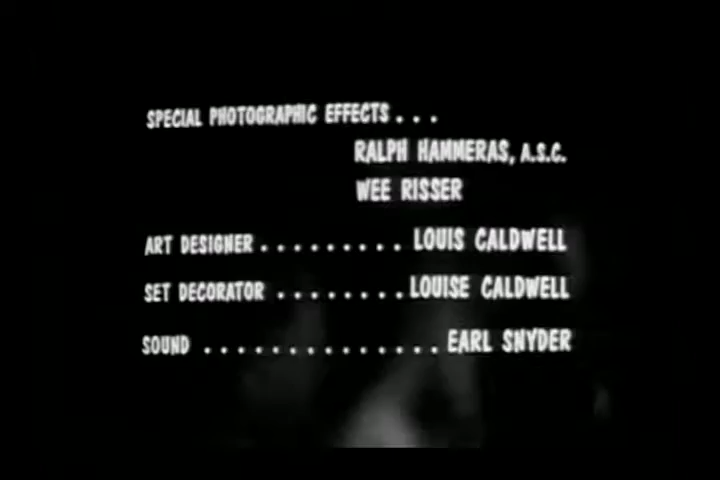 SPECIAL PHOTOGRAPHIC EFFECTS...
RALPH HAMMERAS, A.S.C.
WEE RISSER
ART DESIGNER......... LOUIS CALDWELL
SET DECORATOR ........LOUISE CALDWELL
SOUND .............. EARL SNYDER